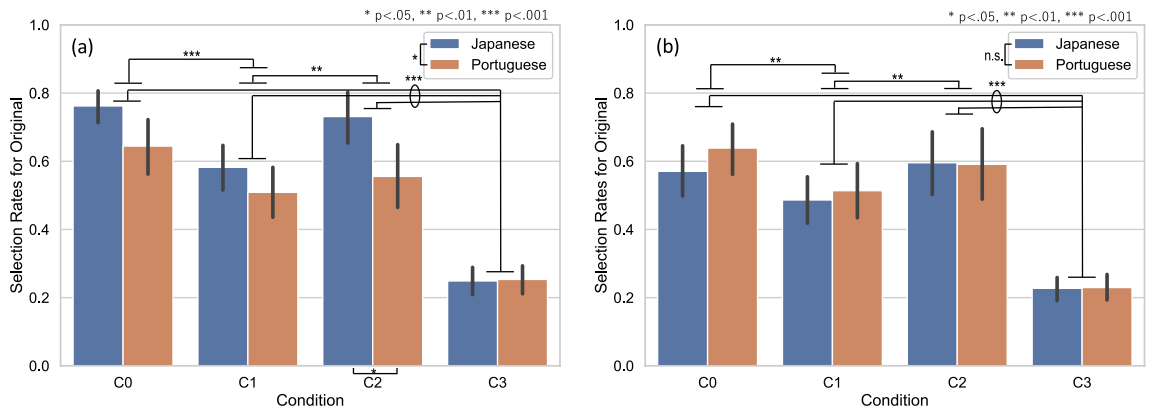 * p<.05, ** p<.01, *** p<.001
(a)
Japanese
Portuguese
*
***
**
***
1.0
0.8
0.6
0.4
0.2
0.0
Selection Rates for Original
*
C0 C1 C2 C3
Condition
* p<.05, ** p<.01, *** p<.001
(b)
Japanese
Portuguese
n.s.
**
**
***
1.0
0.8
0.6
0.4
0.2
0.0
Selection Rates for Original
C0 C1 C2 C3
Condition